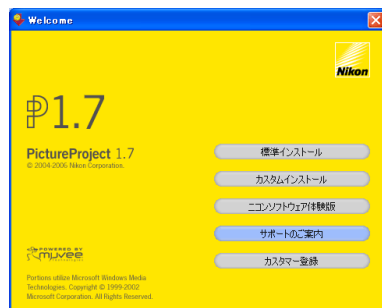 Welcome
Nikon
P1.7
PictureProject 1.7
© 2004-2006 Nikon Corporation.
標準インストール
カスタムインストール
ニコンソフトウェア体験版
サポートのご案内
カスタマー登録
POWERED BY
muvee
Portions utilize Microsoft Windows Media
Technologies. Copyright © 1999-2002
Microsoft Corporation. All Rights Reserved.